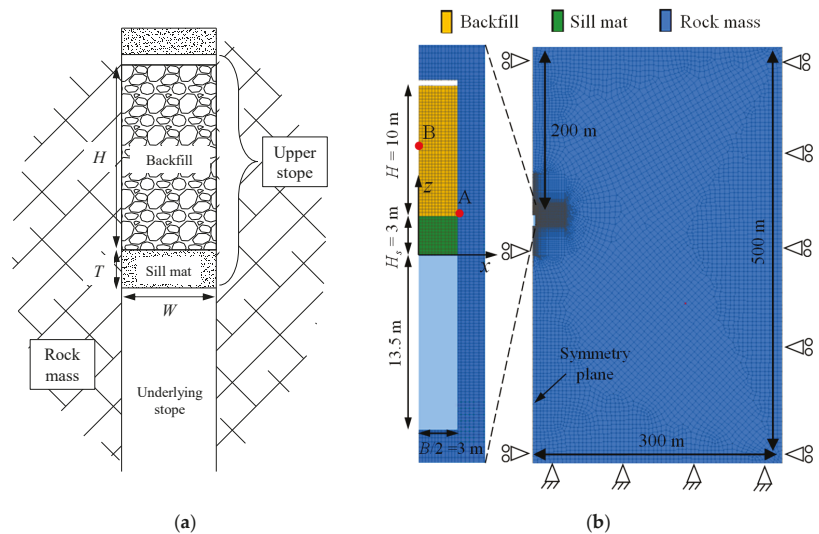 Backfill
Sill mat
Rock mass
H
Backfill
Upper
stope
T
Sill mat
W
Rock
mass
Underlying
stope
B
H = 10 m
z
A
Hs = 3 m
x
13.5 m
B/2 = 3 m
200 m
500 m
Symmetry
plane
300 m
(a)
(b)